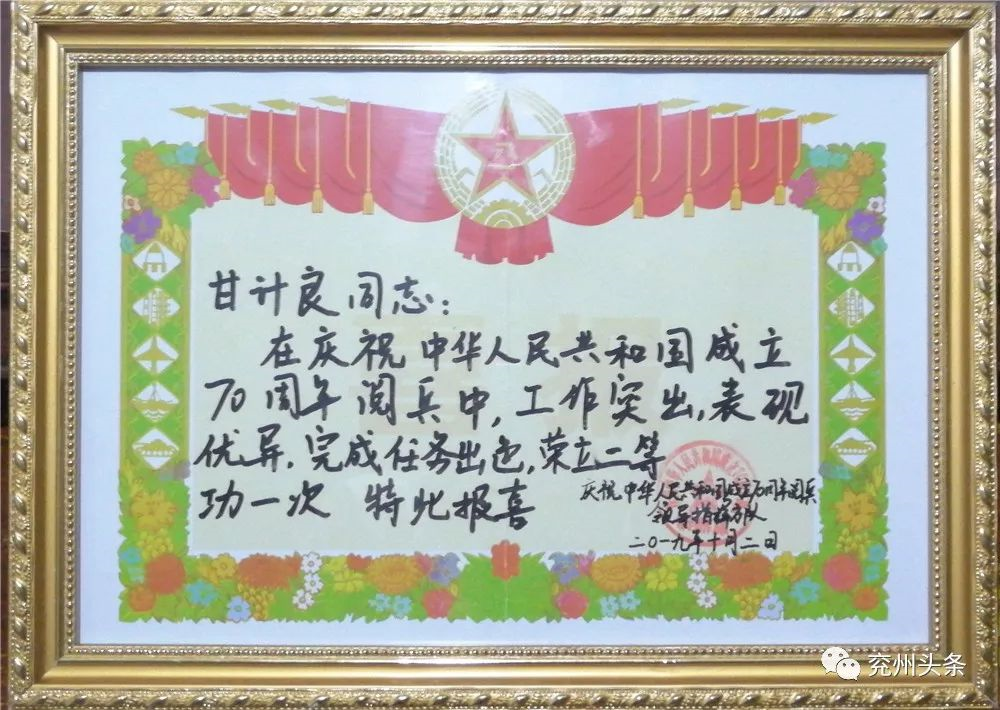 八一
甘计良同志:
在庆祝中华人民共和国成立
70周年阅兵中,工作突出,表现
优异,完成任务出色,荣立二等
功一次 特此报喜
庆祝中华人民共和国成立70周年阅兵
领导指挥方队
二〇一九年十月二日
兖州头条